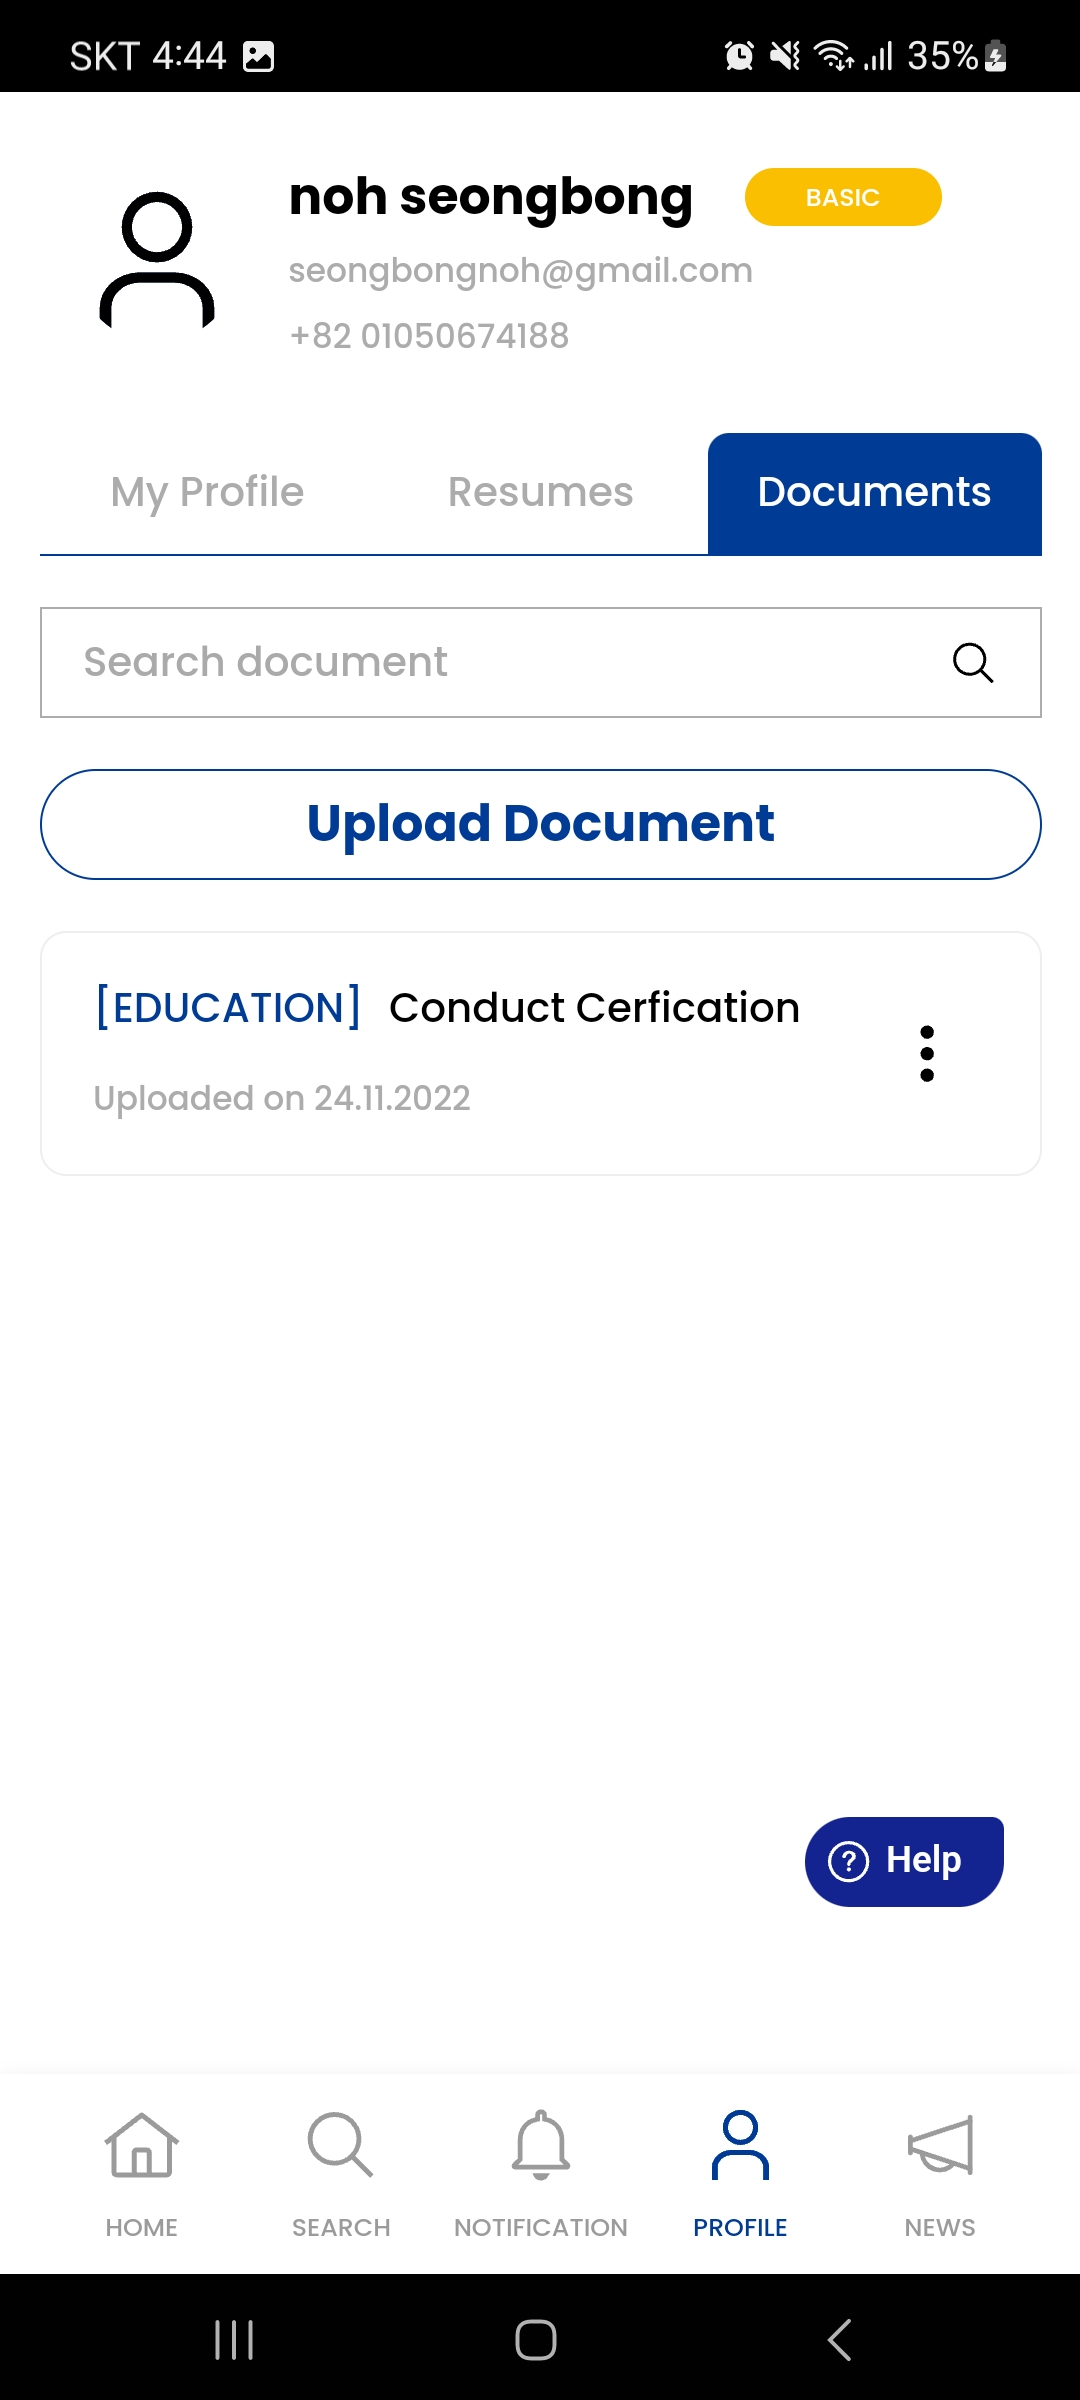 SKT 4:44 35%
noh seongbong BASIC
seongbongnoh@gmail.com
+82 01050674188
My Profile Resumes Documents
Search document
Upload Document
[EDUCATION] Conduct Cerfication
Uploaded on 24.11.2022
? Help
HOME SEARCH NOTIFICATION PROFILE NEWS